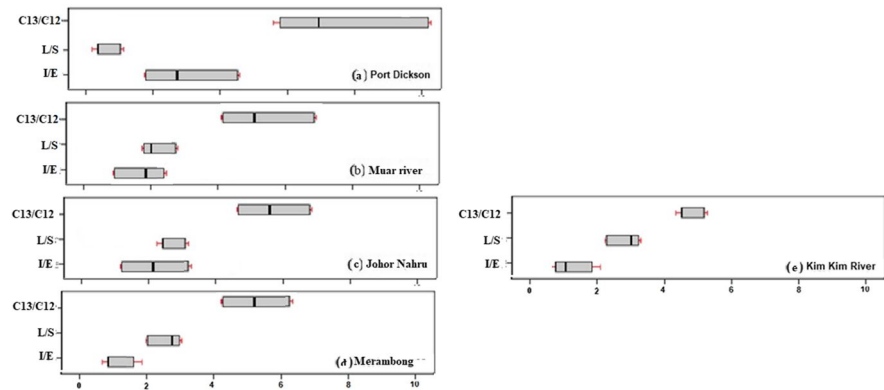 C13/C12
L/S
I/E
(a) Port Dickson
C13/C12
L/S
I/E
(b) Muar river
C13/C12
L/S
I/E
(c) Johor Nahru
C13/C12
L/S
I/E
(d) Merambong
0 2 4 6 8 10
C13/C12
L/S
I/E
(e) Kim Kim River
0 2 4 6 8 10